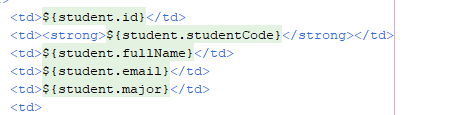 <td>${student.id}</td>
<td><strong>${student.studentCode}</strong></td>
<td>${student.fullName}</td>
<td>${student.email}</td>
<td>${student.major}</td>
<td>